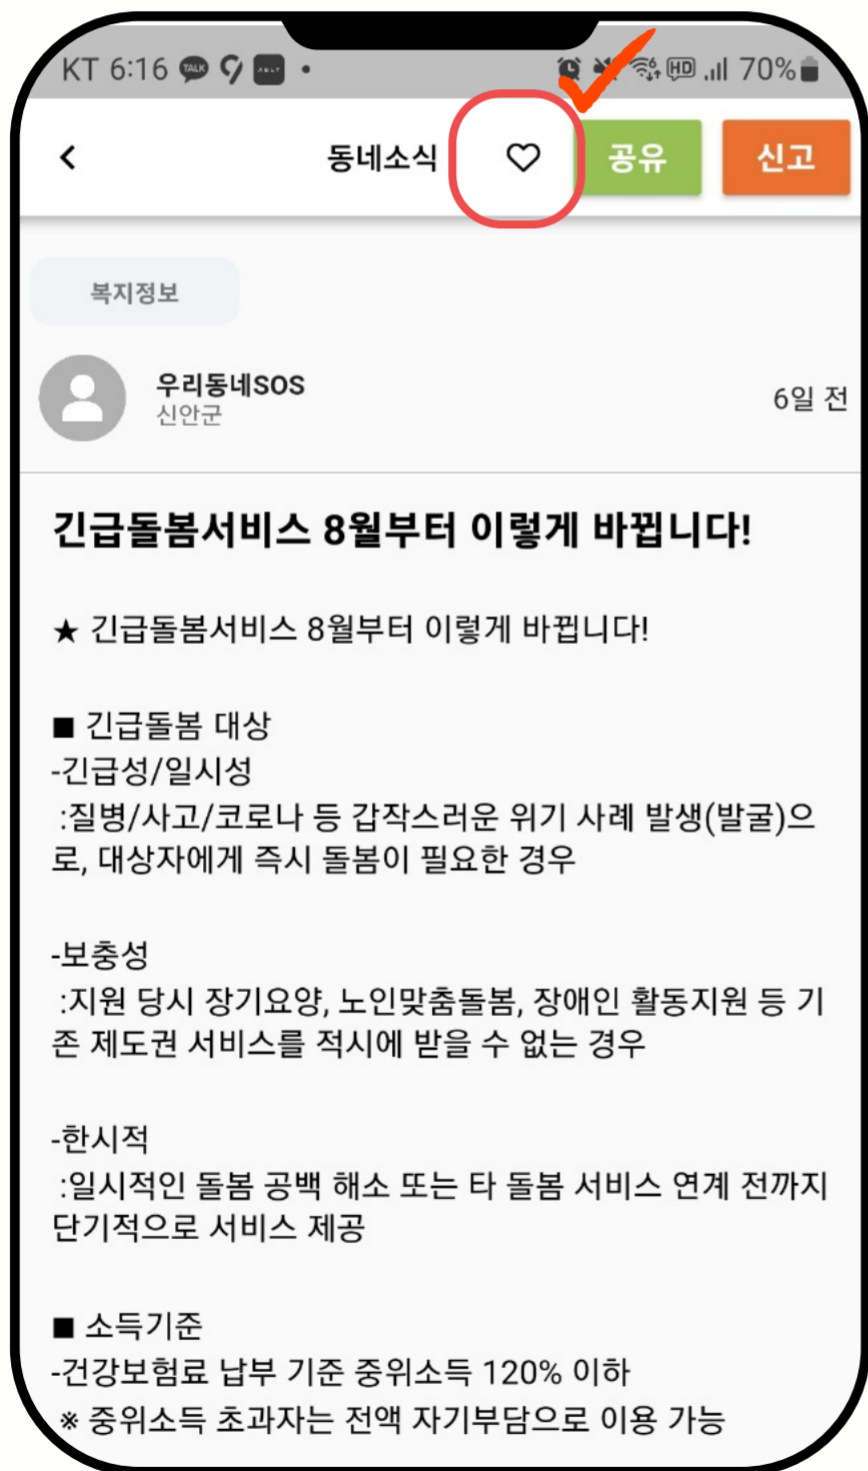 KT 6:16 TALK
HD 70%
동네소식 공유 신고
복지정보
우리동네SOS
신안군
6일 전
긴급돌봄서비스 8월부터 이렇게 바뀝니다!
★ 긴급돌봄서비스 8월부터 이렇게 바뀝니다!
■ 긴급돌봄 대상
-긴급성/일시성
:질병/사고/코로나 등 갑작스러운 위기 사례 발생(발굴)으
로, 대상자에게 즉시 돌봄이 필요한 경우
-보충성
:지원 당시 장기요양, 노인맞춤돌봄, 장애인 활동지원 등 기
존 제도권 서비스를 적시에 받을 수 없는 경우
-한시적
:일시적인 돌봄 공백 해소 또는 타 돌봄 서비스 연계 전까지
단기적으로 서비스 제공
■ 소득기준
-건강보험료 납부 기준 중위소득 120% 이하
※ 중위소득 초과자는 전액 자기부담으로 이용 가능